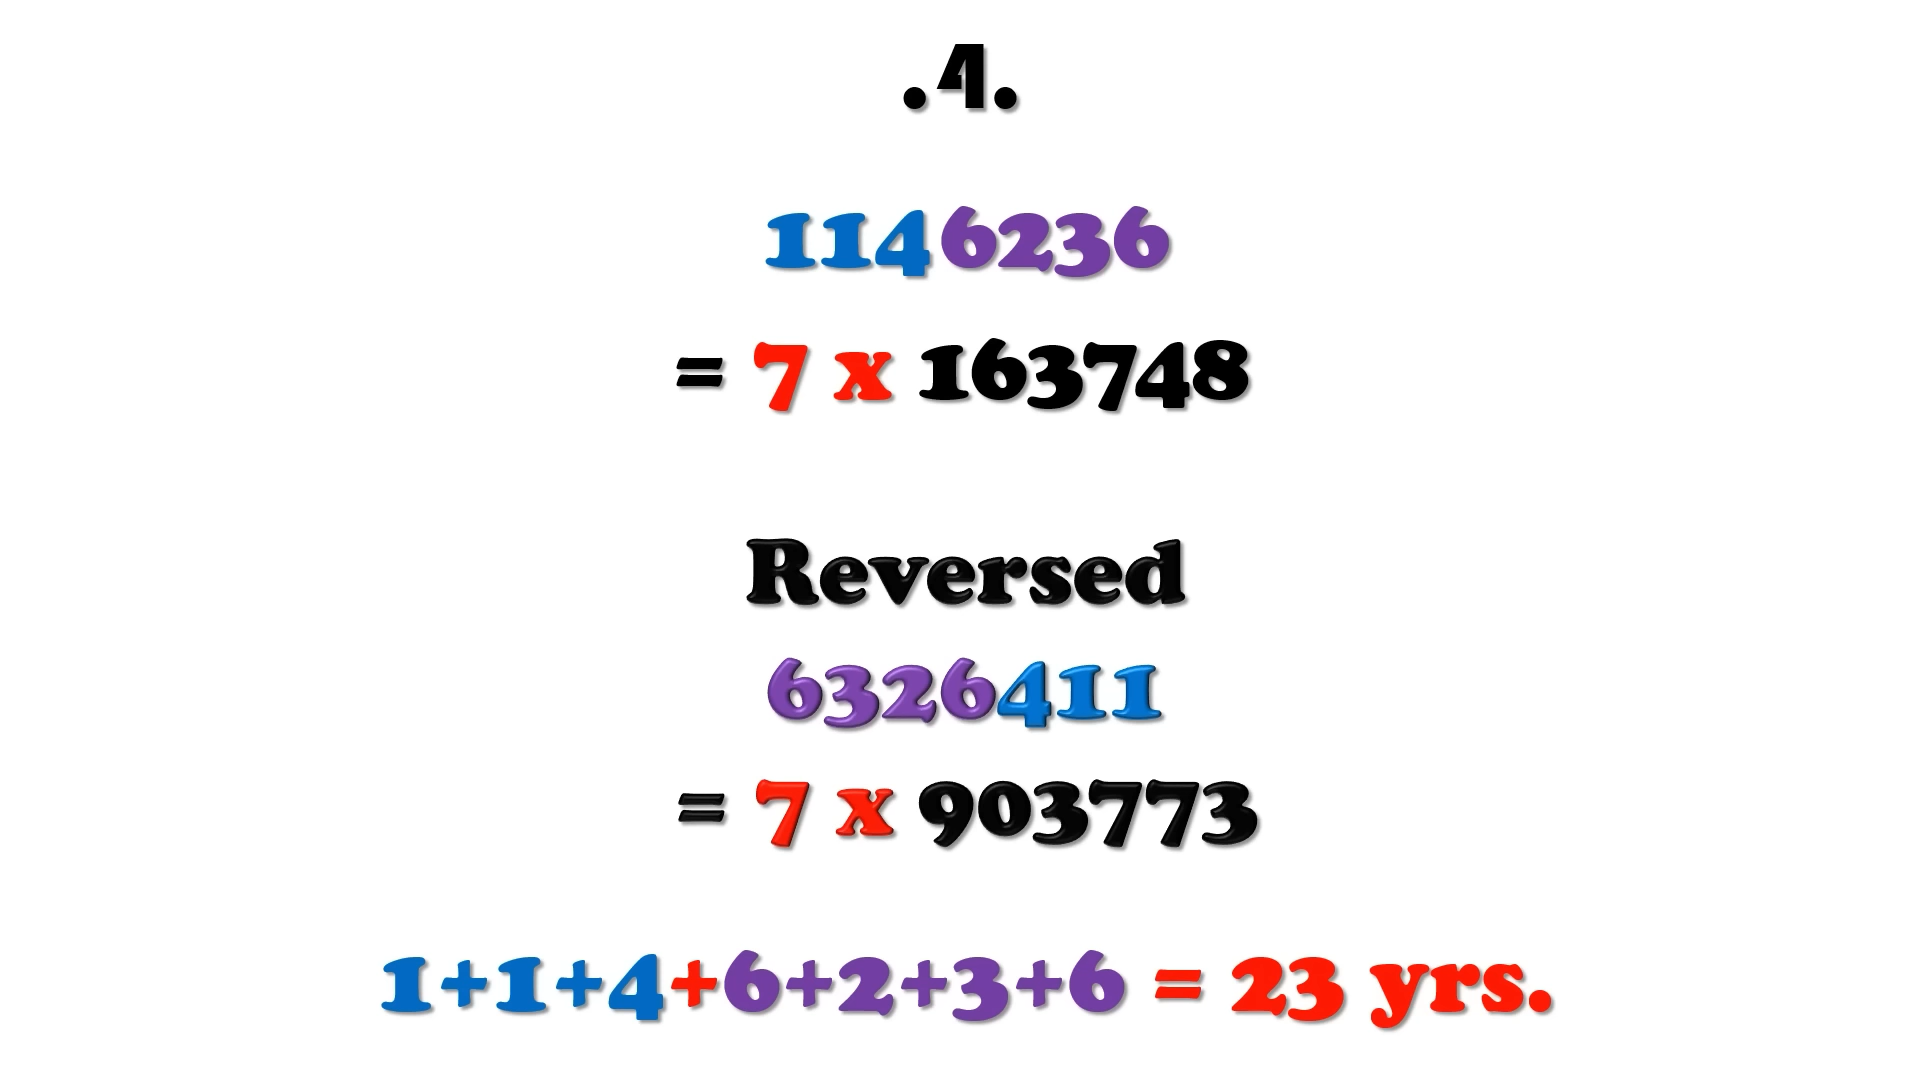 .4.
1146236
= 7 x 163748
Reversed
6326411
= 7 x 903773
1+1+4+6+2+3+6 = 23 yrs.